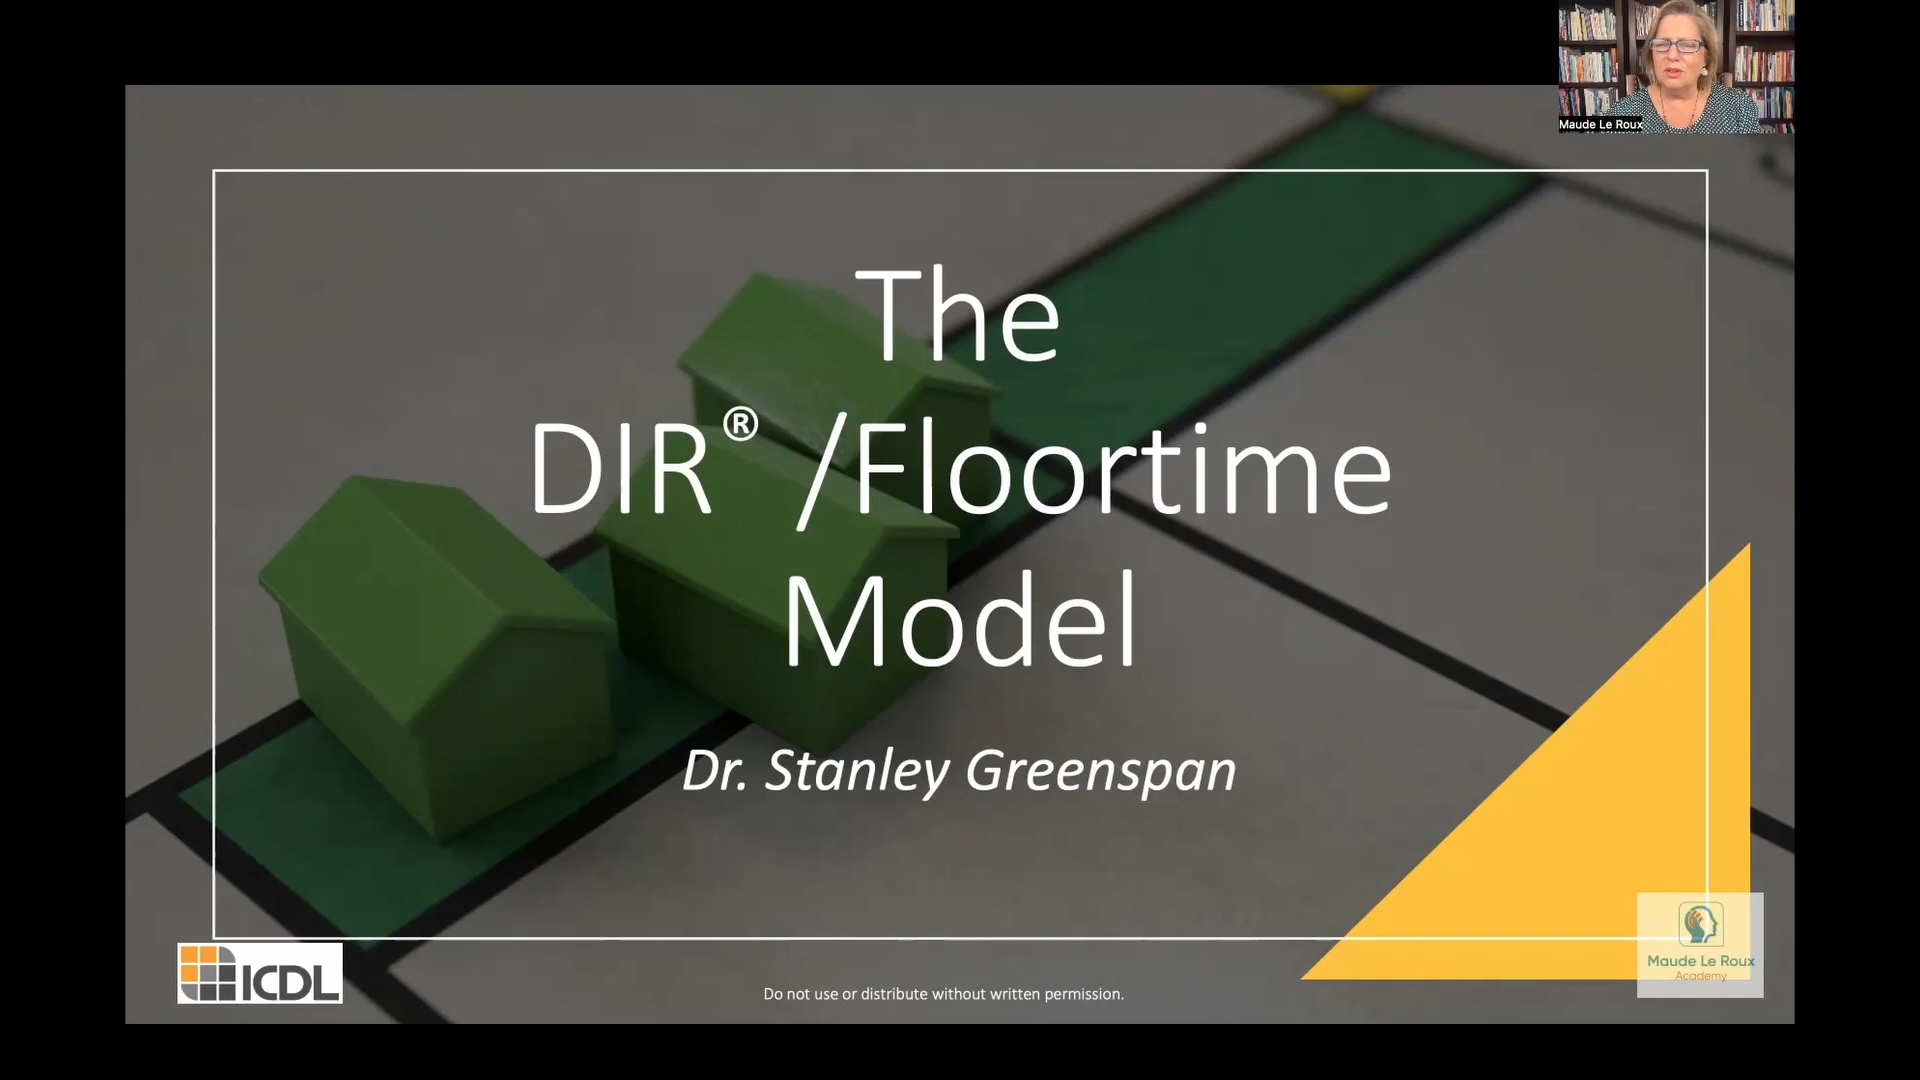 Maude Le Roux
The
DIR® /Floortime
Model
Dr. Stanley Greenspan
ICDL
Do not use or distribute without written permission.
Maude Le Roux
Academy